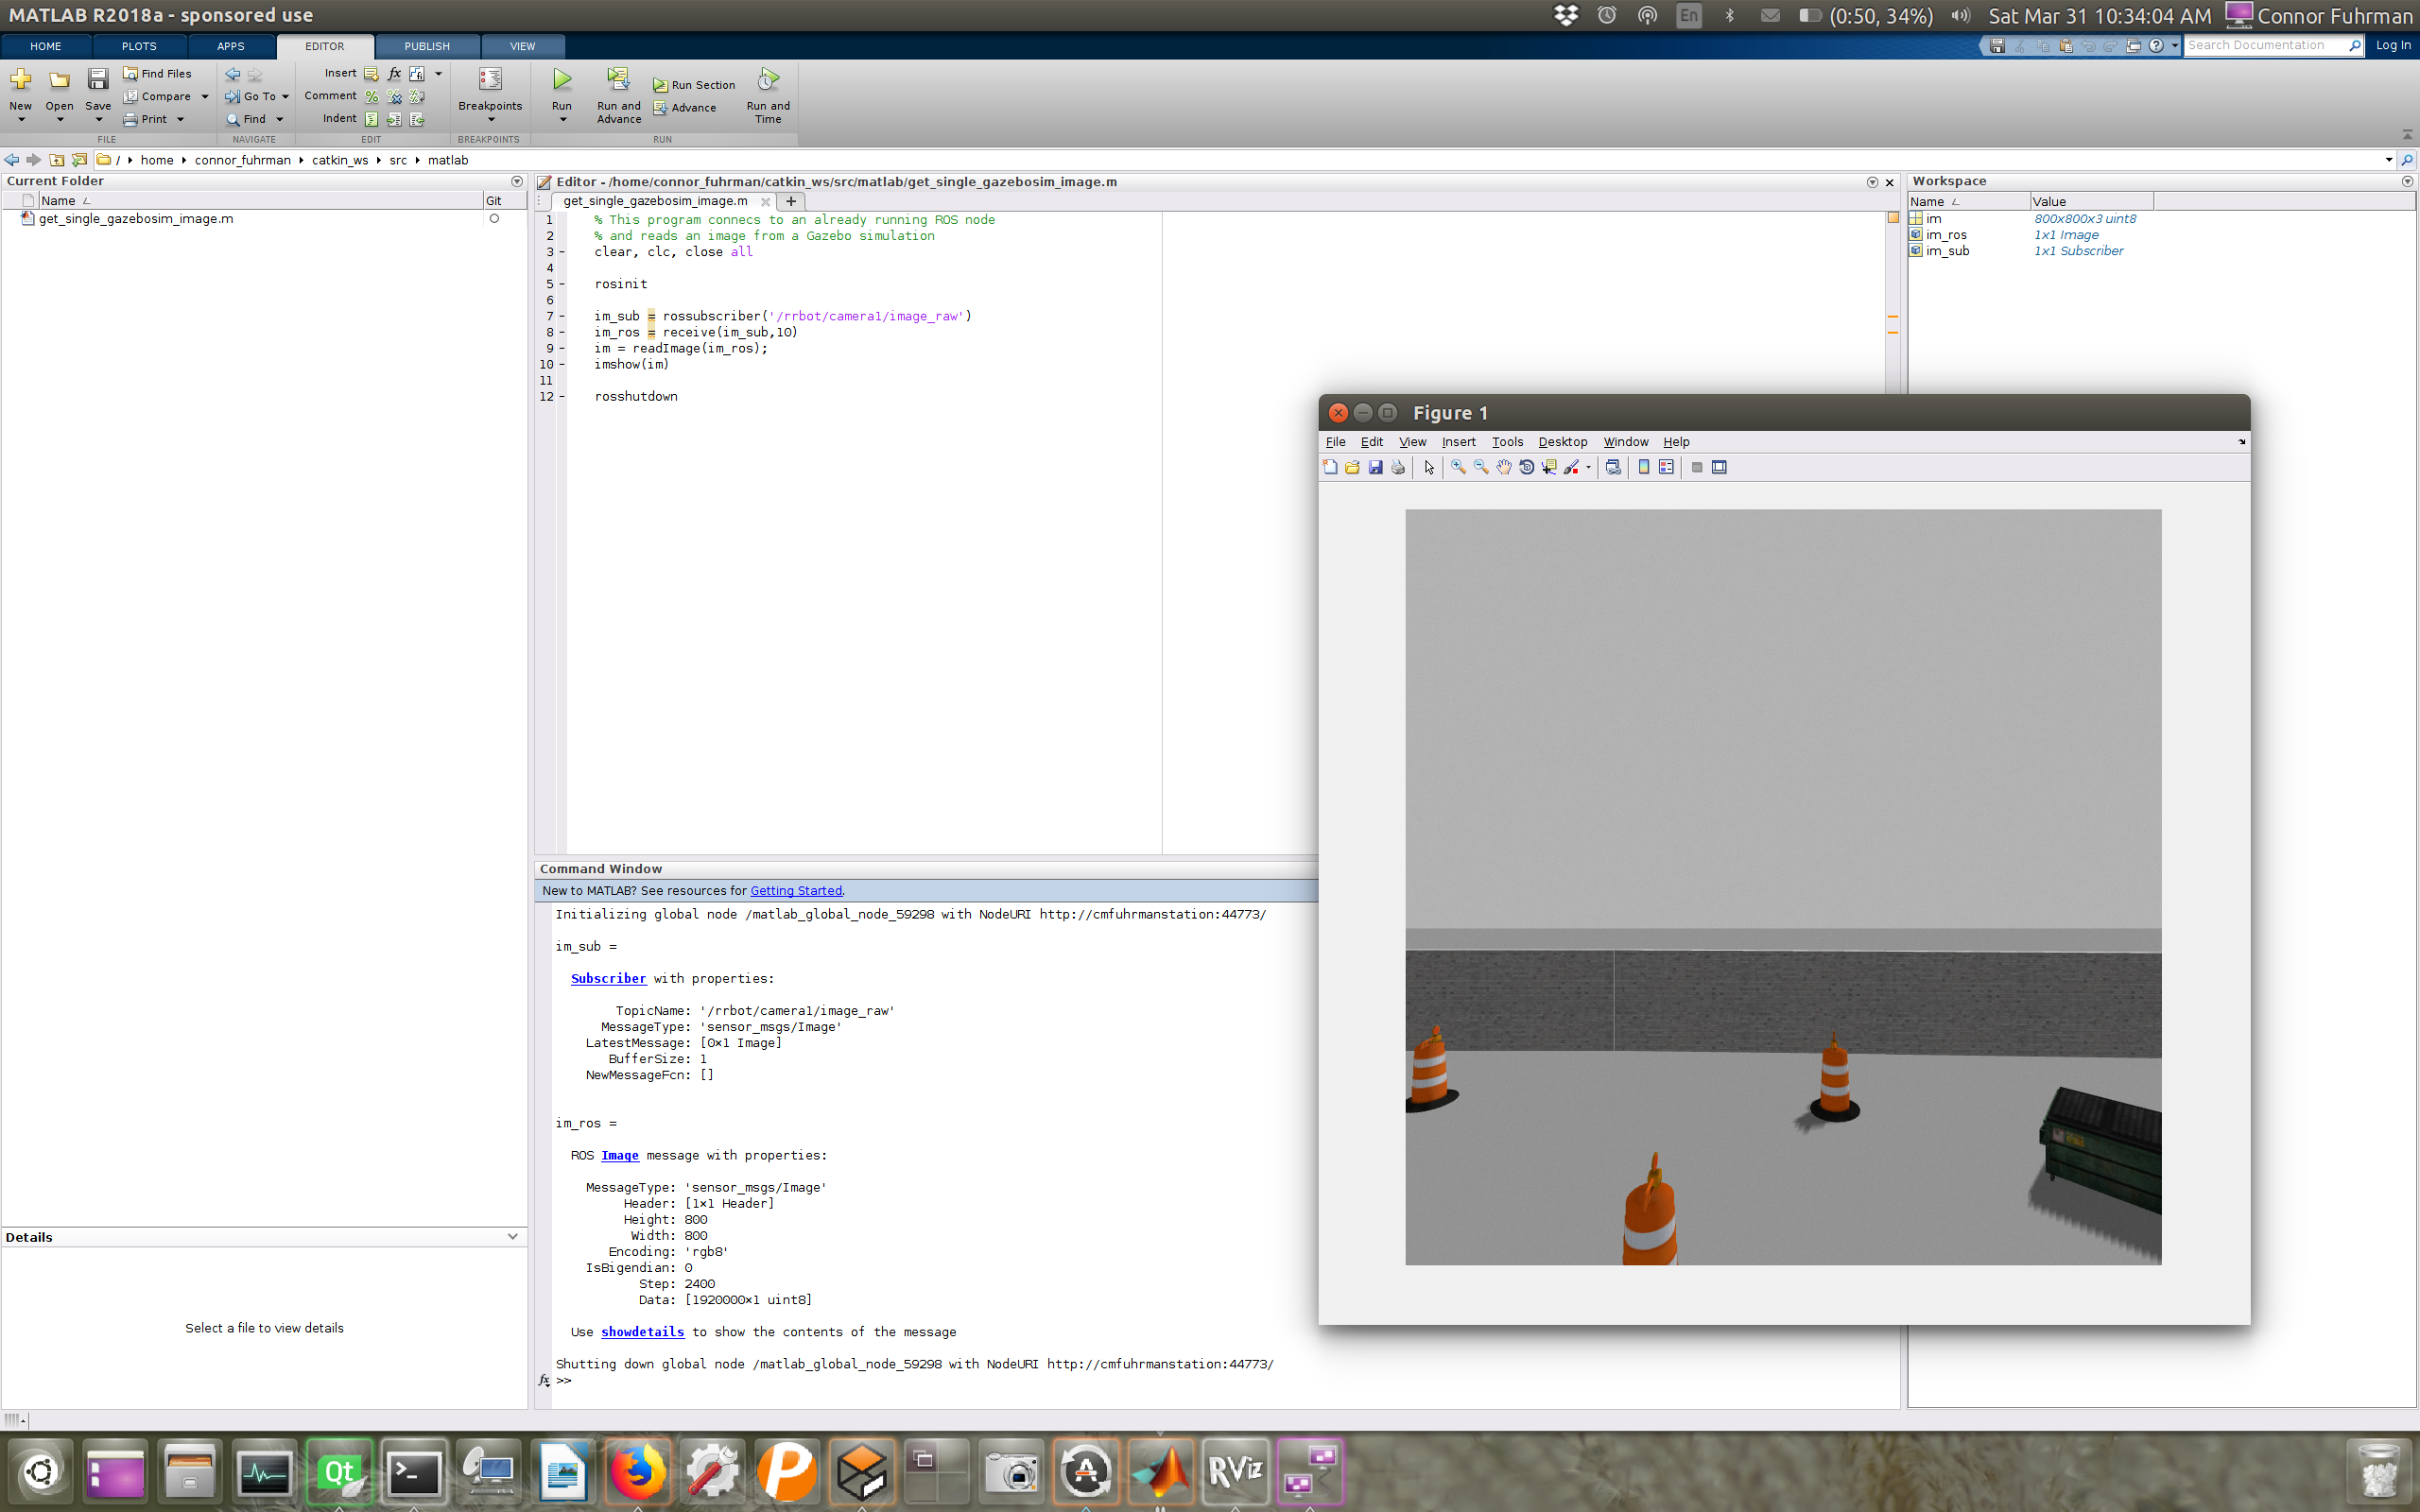 MATLAB R2018a - sponsored use
En
(0:50, 34%)
Sat Mar 31 10:34:04 AM
Connor Fuhrman
HOME PLOTS APPS EDITOR PUBLISH VIEW
Search Documentation
Log In
New Open Save
Find Files
Compare
Print
Go To
Find
Insert
Comment
Indent
fx
Breakpoints
Run
Run and Advance
Run Section
Advance
Run and Time
FILE NAVIGATE EDIT BREAKPOINTS RUN
/ home connor_fuhrman catkin_ws src matlab
Current Folder
Name Git
get_single_gazebosim_image.m
Details
Select a file to view details
Editor - /home/connor_fuhrman/catkin_ws/src/matlab/get_single_gazebosim_image.m
get_single_gazebosim_image.m
1 % This program connecs to an already running ROS node
2 % and reads an image from a Gazebo simulation
3 - clear, clc, close all
4
5 - rosinit
6
7 - im_sub = rossubscriber('/rrbot/camera1/image_raw')
8 - im_ros = receive(im_sub,10)
9 - im = readImage(im_ros);
10 - imshow(im)
11
12 - rosshutdown
Command Window
New to MATLAB? See resources for Getting Started.
Initializing global node /matlab_global_node_59298 with NodeURI http://cmfuhrmanstation:44773/
im_sub =
Subscriber with properties:
TopicName: '/rrbot/camera1/image_raw'
MessageType: 'sensor_msgs/Image'
LatestMessage: [0×1 Image]
BufferSize: 1
NewMessageFcn: []
im_ros =
ROS Image message with properties:
MessageType: 'sensor_msgs/Image'
Header: [1×1 Header]
Height: 800
Width: 800
Encoding: 'rgb8'
IsBigendian: 0
Step: 2400
Data: [1920000×1 uint8]
Use showdetails to show the contents of the message
Shutting down global node /matlab_global_node_59298 with NodeURI http://cmfuhrmanstation:44773/
fx >>
Workspace
Name Value
im 800x800x3 uint8
im_ros 1x1 Image
im_sub 1x1 Subscriber
Figure 1
File Edit View Insert Tools Desktop Window Help
Qt
>_
P
A
RViz